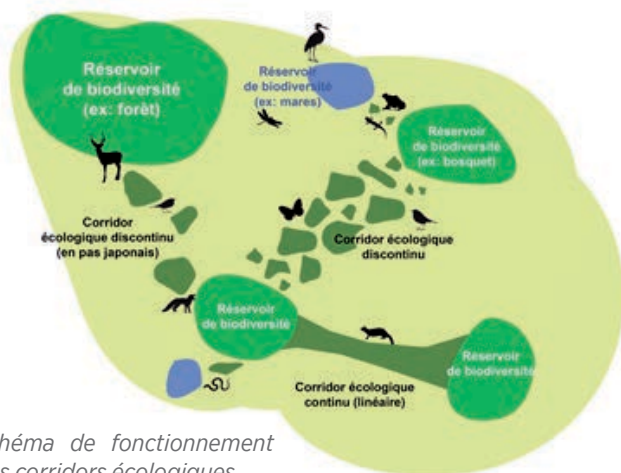 Réservoir
de biodiversité
(ex: forêt)
Réservoir
de biodiversité
(ex: mares)
Réservoir
de biodiversité
(ex: bosquet)
Corridor
écologique discontinu
(en pas japonais)
Corridor écologique
discontinu
Réservoir
de biodiversité
Réservoir
de biodiversité
Corridor écologique
continu (linéaire)
héma de fonctionnement
s corridors écologiques